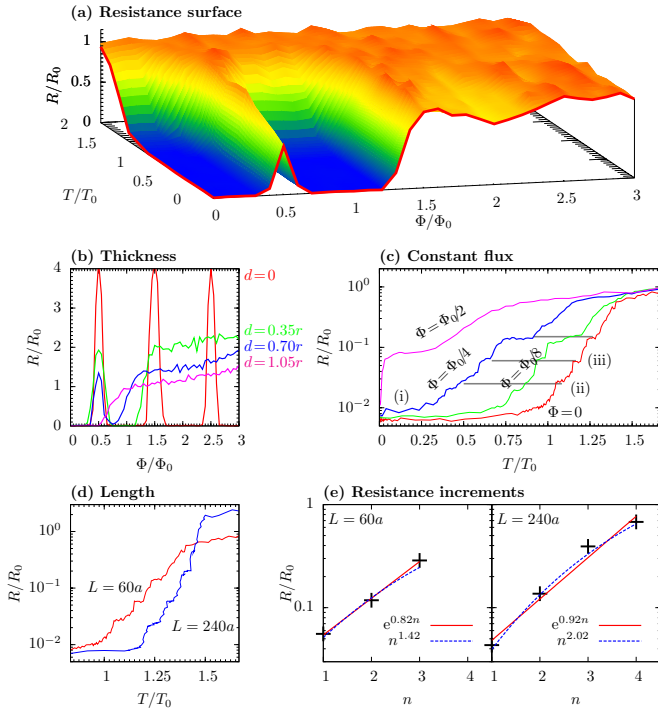 (a) Resistance surface
R/R₀
1
0.5
0
2
1
0.5
0
T/T₀
0
0.5
1
1.5
2
2.5
3
Φ/Φ₀
(b) Thickness
R/R₀
4
3
2
1
0
0 0.5 1 1.5 2 2.5 3
Φ/Φ₀
d=0
d=0.35r
d=0.70r
d=1.05r
(c) Constant flux
R/R₀
10⁰
10⁻¹
10⁻²
0 0.25 0.5 0.75 1.00 1.25 1.5
T/T₀
Φ=Φ₀/2
Φ=Φ₀/4
Φ=Φ₀/8
Φ=0
(i)
(ii)
(iii)
(d) Length
R/R₀
10⁰
10⁻¹
10⁻²
L = 60a
L = 240a
1 1.25 1.5
T/T₀
(e) Resistance increments
R/R₀
1
0.1
L = 60a
e^0.82n
n^1.42
1 2 3 4
n
L = 240a
e^0.92n
n^2.02
1 2 3 4
n